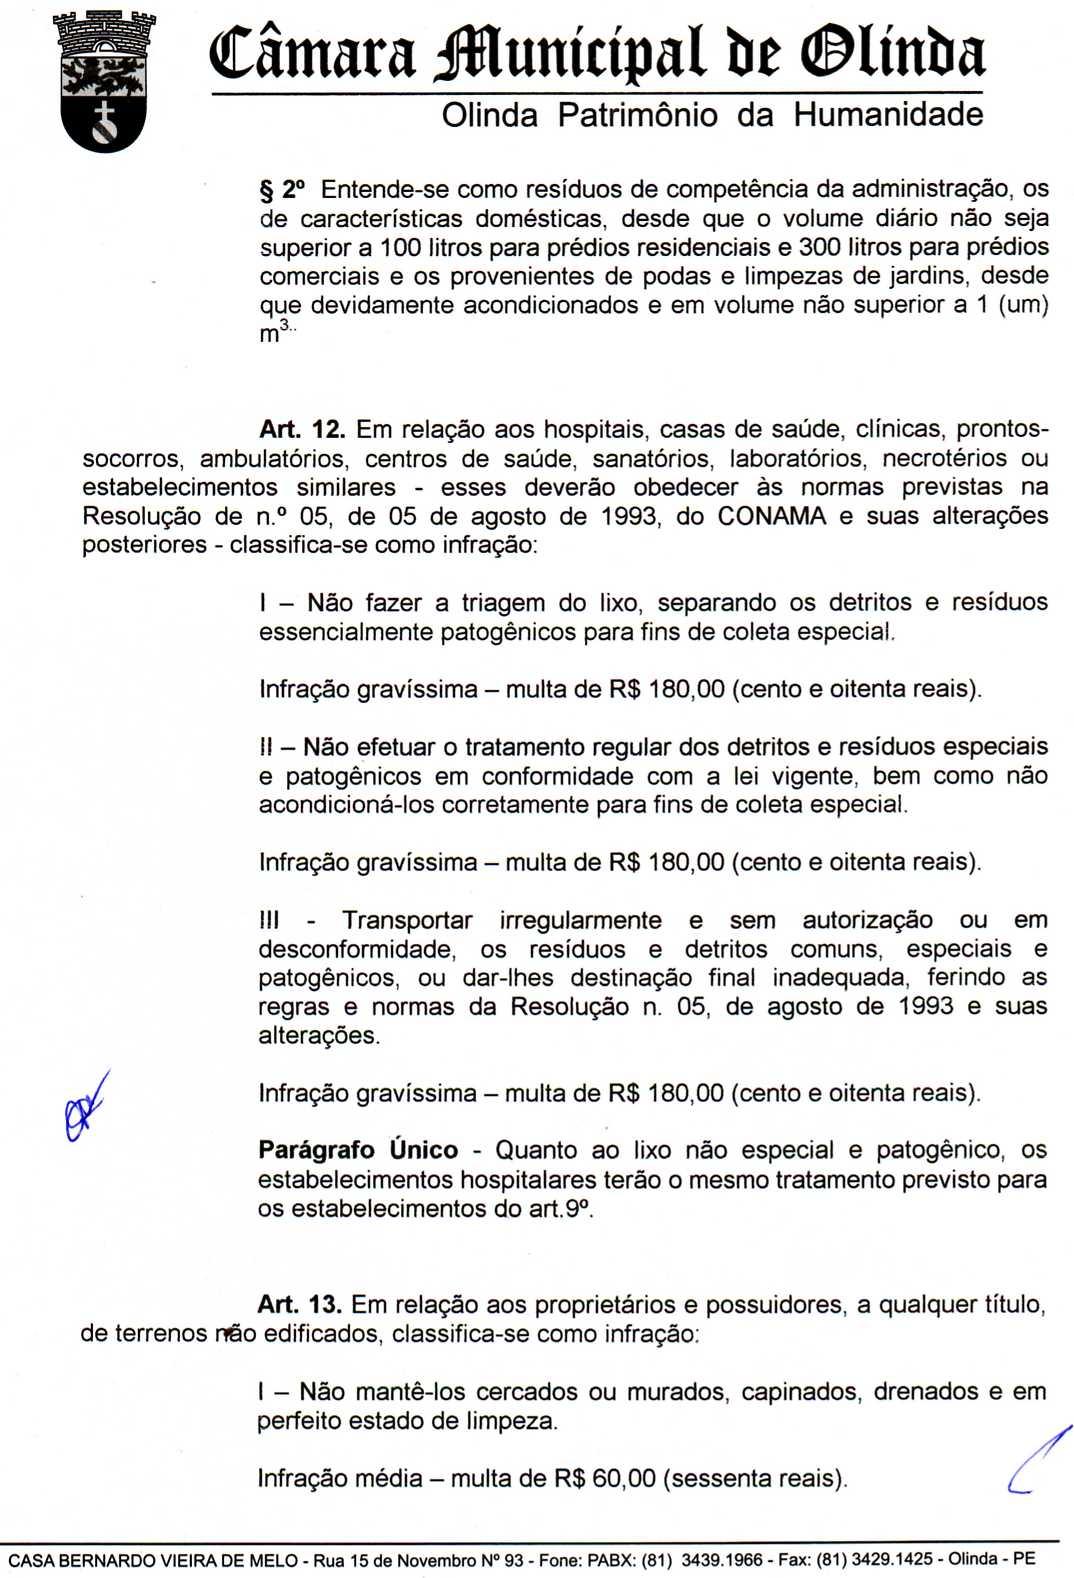 Câmara Municipal de Olinda
Olinda Patrimônio da Humanidade
§ 2º Entende-se como resíduos de competência da administração, os
de características domésticas, desde que o volume diário não seja
superior a 100 litros para prédios residenciais e 300 litros para prédios
comerciais e os provenientes de podas e limpezas de jardins, desde
que devidamente acondicionados e em volume não superior a 1 (um)
m³..
Art. 12. Em relação aos hospitais, casas de saúde, clínicas, prontos-
socorros, ambulatórios, centros de saúde, sanatórios, laboratórios, necrotérios ou
estabelecimentos similares - esses deverão obedecer às normas previstas na
Resolução de n.º 05, de 05 de agosto de 1993, do CONAMA e suas alterações
posteriores - classifica-se como infração:
I – Não fazer a triagem do lixo, separando os detritos e resíduos
essencialmente patogênicos para fins de coleta especial.
Infração gravíssima – multa de R$ 180,00 (cento e oitenta reais).
II – Não efetuar o tratamento regular dos detritos e resíduos especiais
e patogênicos em conformidade com a lei vigente, bem como não
acondicioná-los corretamente para fins de coleta especial.
Infração gravíssima – multa de R$ 180,00 (cento e oitenta reais).
III - Transportar irregularmente e sem autorização ou em
desconformidade, os resíduos e detritos comuns, especiais e
patogênicos, ou dar-lhes destinação final inadequada, ferindo as
regras e normas da Resolução n. 05, de agosto de 1993 e suas
alterações.
Infração gravíssima – multa de R$ 180,00 (cento e oitenta reais).
Parágrafo Único - Quanto ao lixo não especial e patogênico, os
estabelecimentos hospitalares terão o mesmo tratamento previsto para
os estabelecimentos do art.9º.
Art. 13. Em relação aos proprietários e possuidores, a qualquer título,
de terrenos não edificados, classifica-se como infração:
I – Não mantê-los cercados ou murados, capinados, drenados e em
perfeito estado de limpeza.
Infração média – multa de R$ 60,00 (sessenta reais).
CASA BERNARDO VIEIRA DE MELO - Rua 15 de Novembro Nº 93 - Fone: PABX: (81) 3439.1966 - Fax: (81) 3429.1425 - Olinda - PE